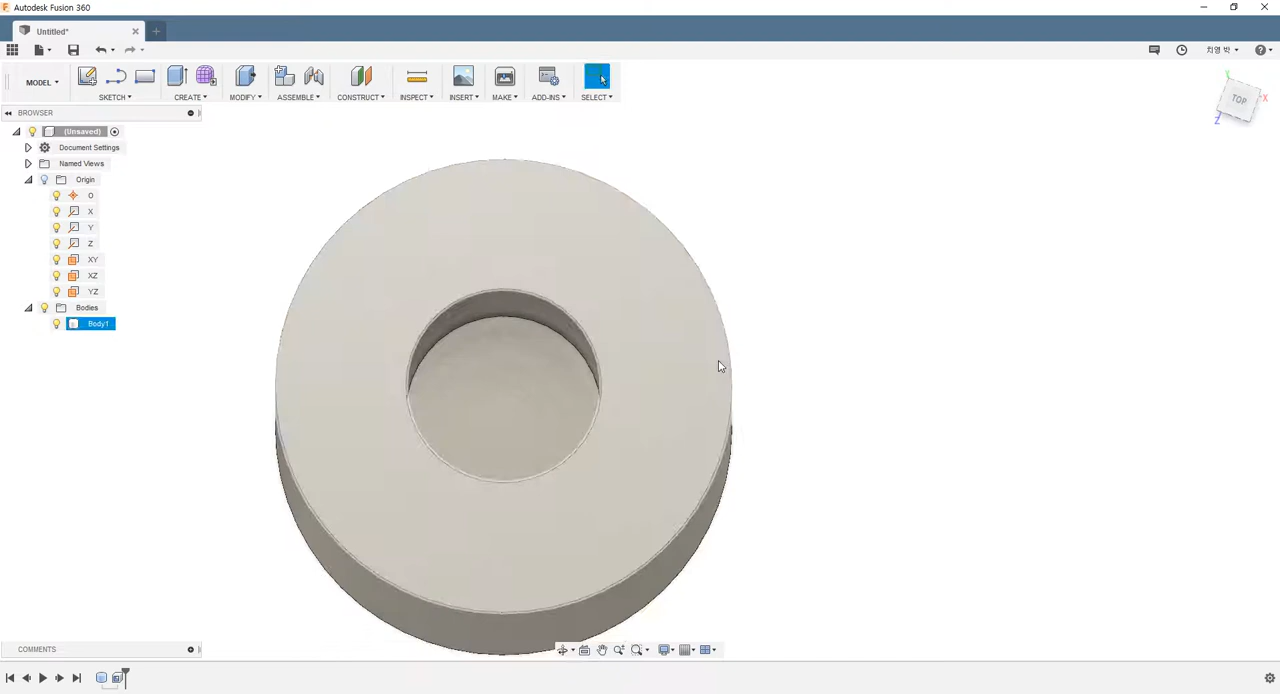 Autodesk Fusion 360
Untitled*
치영 박
MODEL
SKETCH
CREATE
MODIFY
ASSEMBLE
CONSTRUCT
INSPECT
INSERT
MAKE
ADD-INS
SELECT
BROWSER
(Unsaved)
Document Settings
Named Views
Origin
O
X
Y
Z
XY
XZ
YZ
Bodies
Body1
Y
TOP
X
Z
COMMENTS